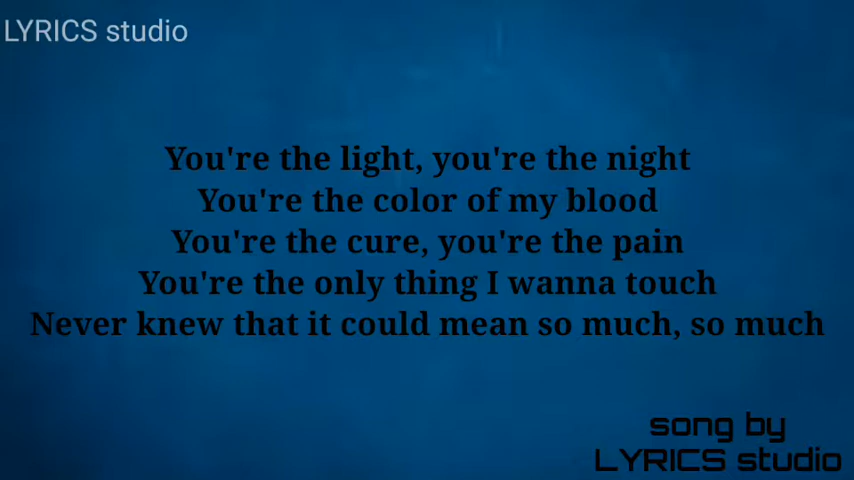 LYRICS studio
You're the light, you're the night
You're the color of my blood
You're the cure, you're the pain
You're the only thing I wanna touch
Never knew that it could mean so much, so much
song by
LYRICS studio